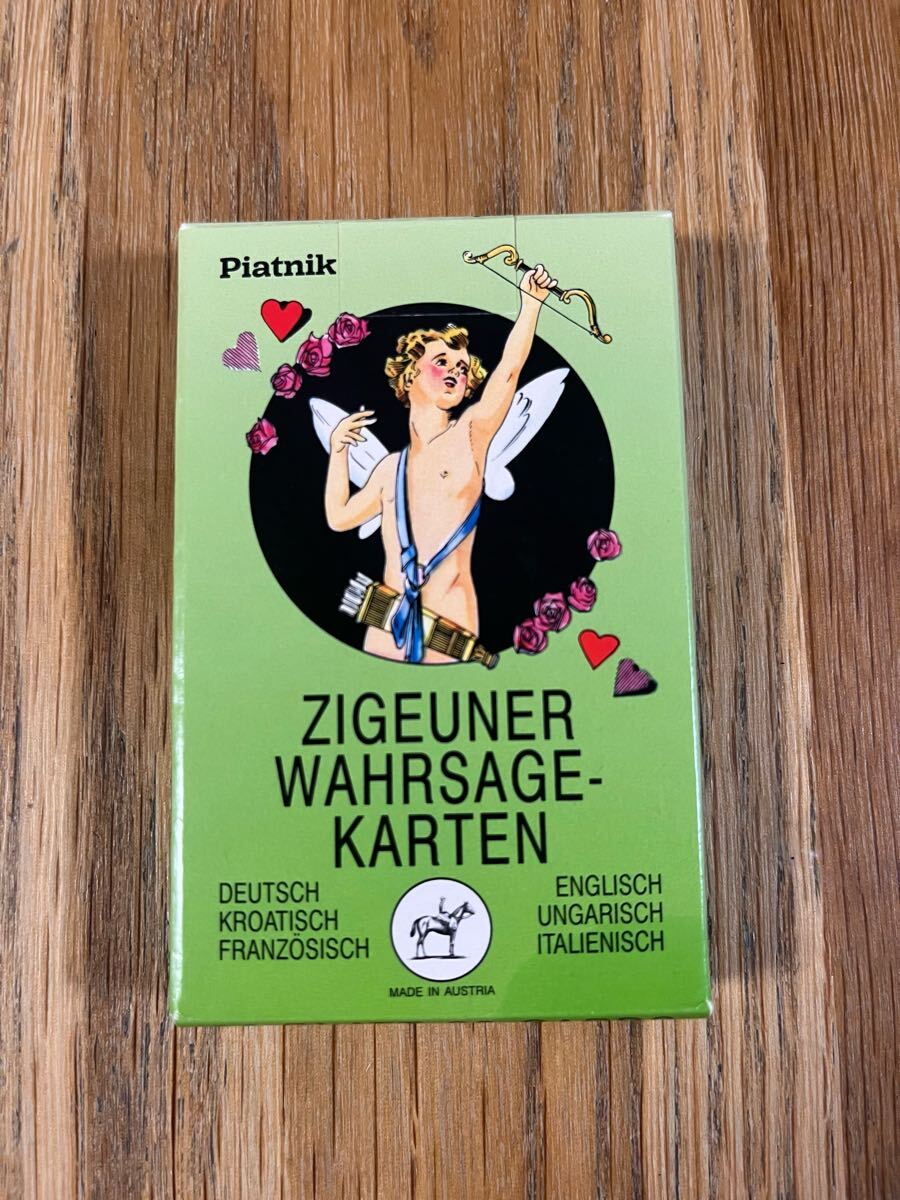 Piatnik
ZIGEUNER
WAHRSAGE-
KARTEN
DEUTSCH
KROATISCH
FRANZÖSISCH
ENGLISCH
UNGARISCH
ITALIENISCH
MADE IN AUSTRIA